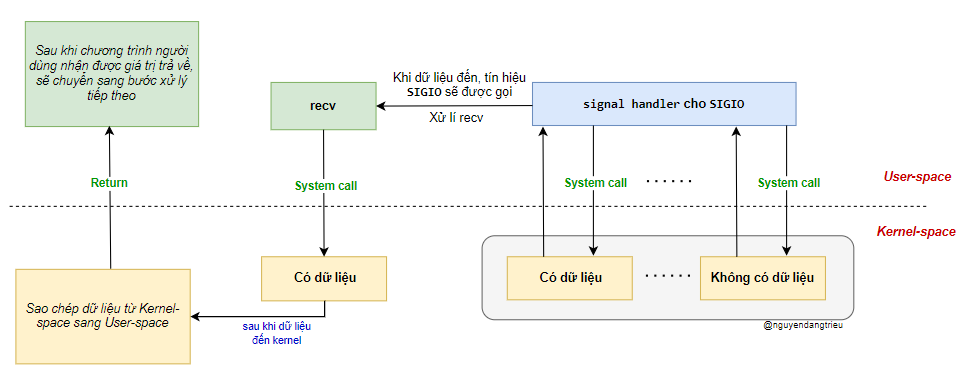 Sau khi chương trình người
dùng nhận được giá trị trả về,
sẽ chuyển sang bước xử lý
tiếp theo
recv
Khi dữ liệu đến, tín hiệu
SIGIO sẽ được gọi
Xử lí recv
signal handler cho SIGIO
Return
System call
System call
......
System call
User-space
Kernel-space
Sao chép dữ liệu từ Kernel-
space sang User-space
Có dữ liệu
sau khi dữ liệu
đến kernel
Có dữ liệu
......
Không có dữ liệu
@nguyendangtrieu